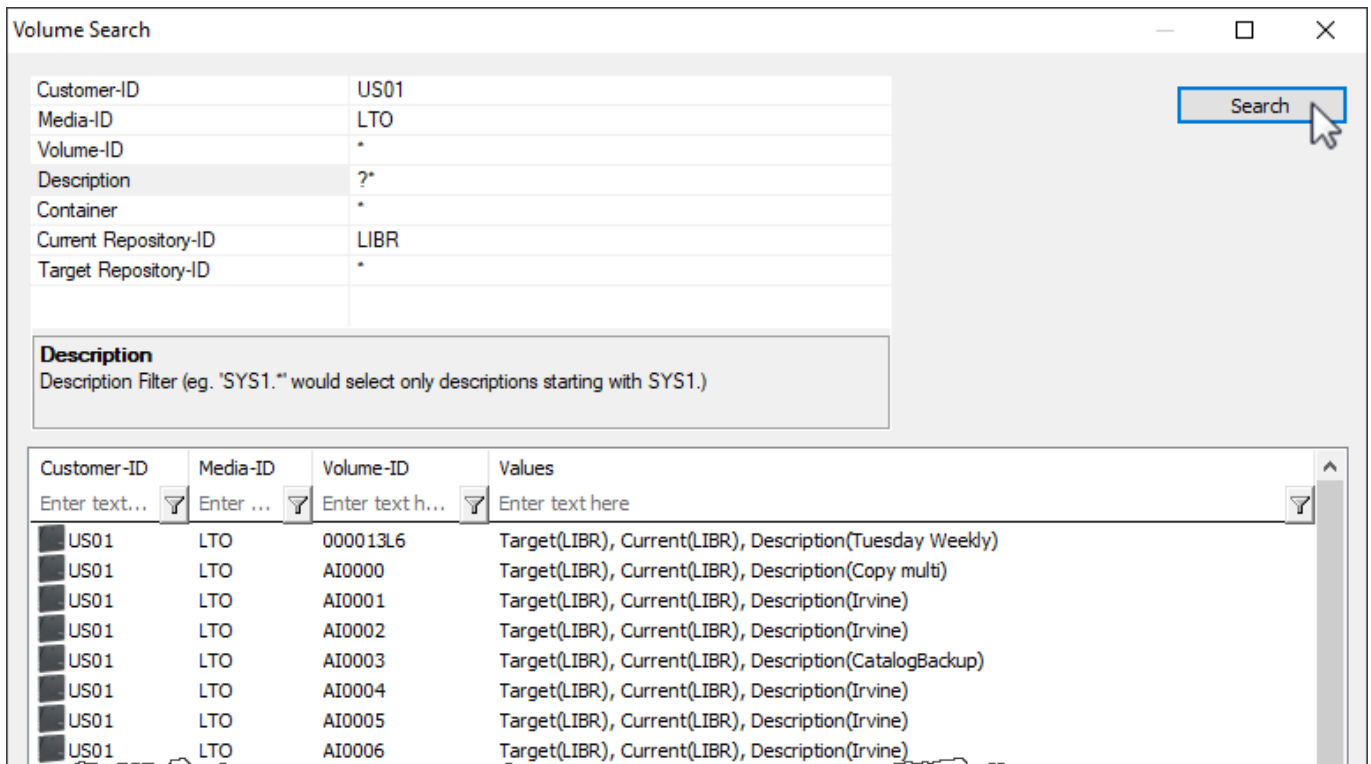 Volume Search
Customer-ID US01
Search
Media-ID LTO
Volume-ID *
Description ?*
Container *
Current Repository-ID LIBR
Target Repository-ID *
Description
Description Filter (eg. 'SYS1.*' would select only descriptions starting with SYS1.)
Customer-ID Media-ID Volume-ID Values
Enter text... Enter ... Enter text h... Enter text here
US01 LTO 000013L6 Target(LIBR), Current(LIBR), Description(Tuesday Weekly)
US01 LTO AI0000 Target(LIBR), Current(LIBR), Description(Copy multi)
US01 LTO AI0001 Target(LIBR), Current(LIBR), Description(Irvine)
US01 LTO AI0002 Target(LIBR), Current(LIBR), Description(Irvine)
US01 LTO AI0003 Target(LIBR), Current(LIBR), Description(CatalogBackup)
US01 LTO AI0004 Target(LIBR), Current(LIBR), Description(Irvine)
US01 LTO AI0005 Target(LIBR), Current(LIBR), Description(Irvine)
US01 LTO AI0006 Target(LIBR), Current(LIBR), Description(Irvine)